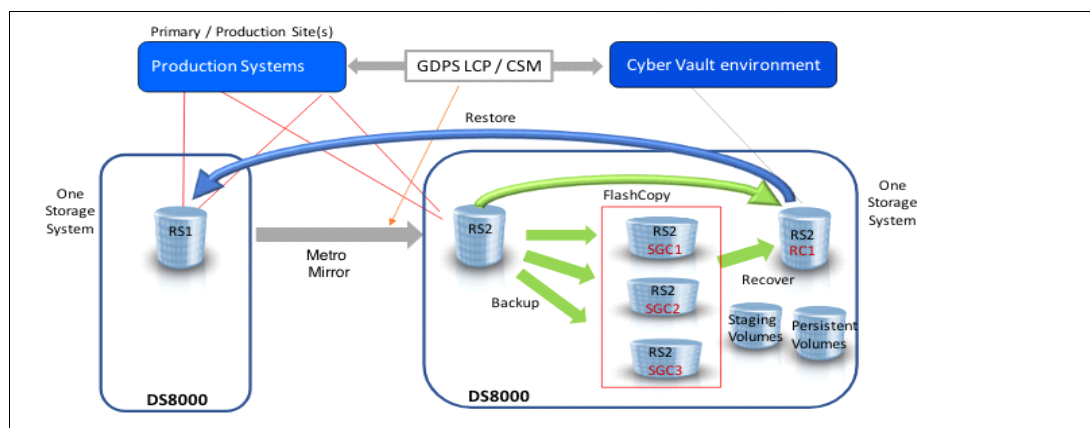 Primary / Production Site(s)
Production Systems
GDPS LCP / CSM
Cyber Vault environment
Restore
One
Storage
System
RS1
Metro
Mirror
RS2
FlashCopy
Backup
RS2
SGC1
RS2
SGC2
RS2
SGC3
Recover
RS2
RC1
Staging
Volumes
Persistent
Volumes
One
Storage
System
DS8000
DS8000